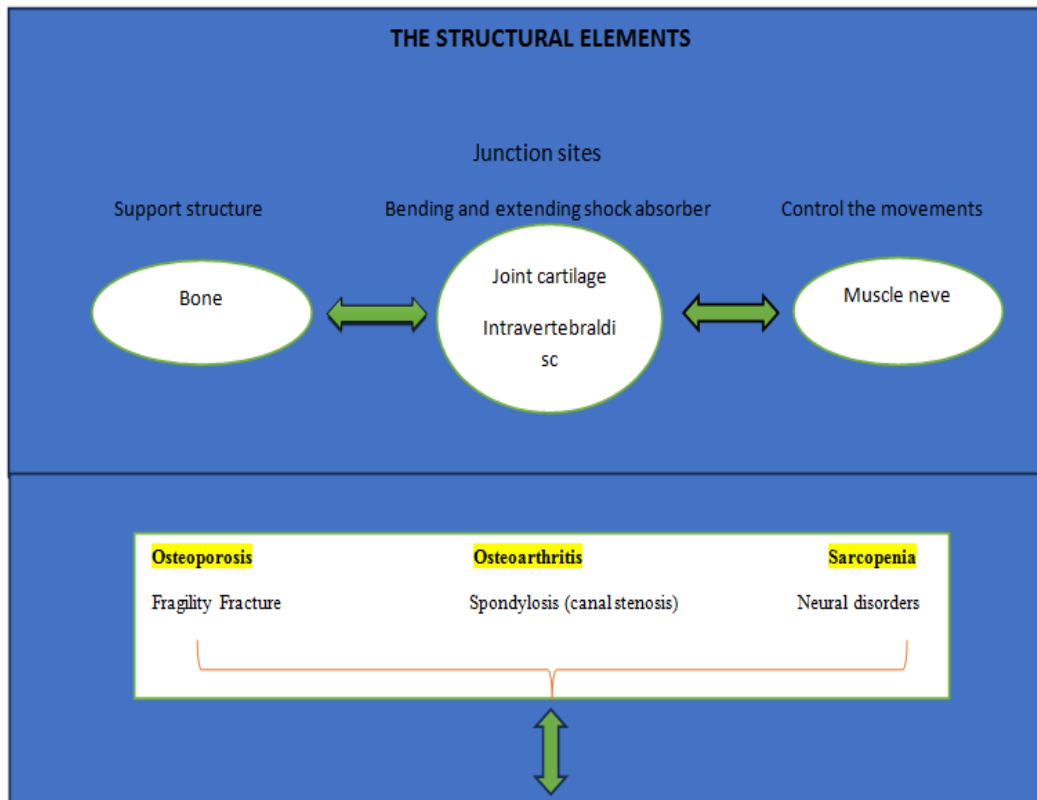 THE STRUCTURAL ELEMENTS
Junction sites
Support structure
Bending and extending shock absorber
Control the movements
Bone
Joint cartilage
Intravertebraldi
sc
Muscle neve
Osteoporosis
Osteoarthritis
Sarcopenia
Fragility Fracture
Spondylosis (canal stenosis)
Neural disorders